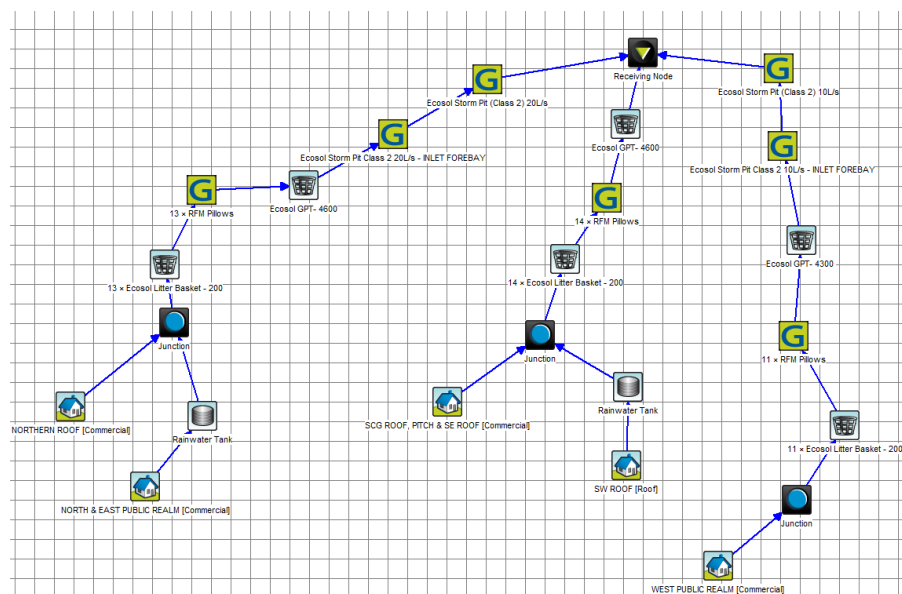 Receiving Node
Ecosol Storm Pit (Class 2) 20L/s
Ecosol Storm Pit (Class 2) 10L/s
Ecosol GPT- 4600
Ecosol Storm Pit Class 2 20L/s - INLET FOREBAY
Ecosol Storm Pit Class 2 10L/s - INLET FOREBAY
Ecosol GPT- 4600
13 × RFM Pillows
14 × RFM Pillows
Ecosol GPT- 4300
13 × Ecosol Litter Basket - 200
14 × Ecosol Litter Basket - 200
Junction
Junction
11 × RFM Pillows
NORTHERN ROOF [Commercial]
Rainwater Tank
SCG ROOF, PITCH & SE ROOF [Commercial]
Rainwater Tank
11 × Ecosol Litter Basket - 200
NORTH & EAST PUBLIC REALM [Commercial]
SW ROOF [Roof]
Junction
WEST PUBLIC REALM [Commercial]
G
G
G
G
G
G
G